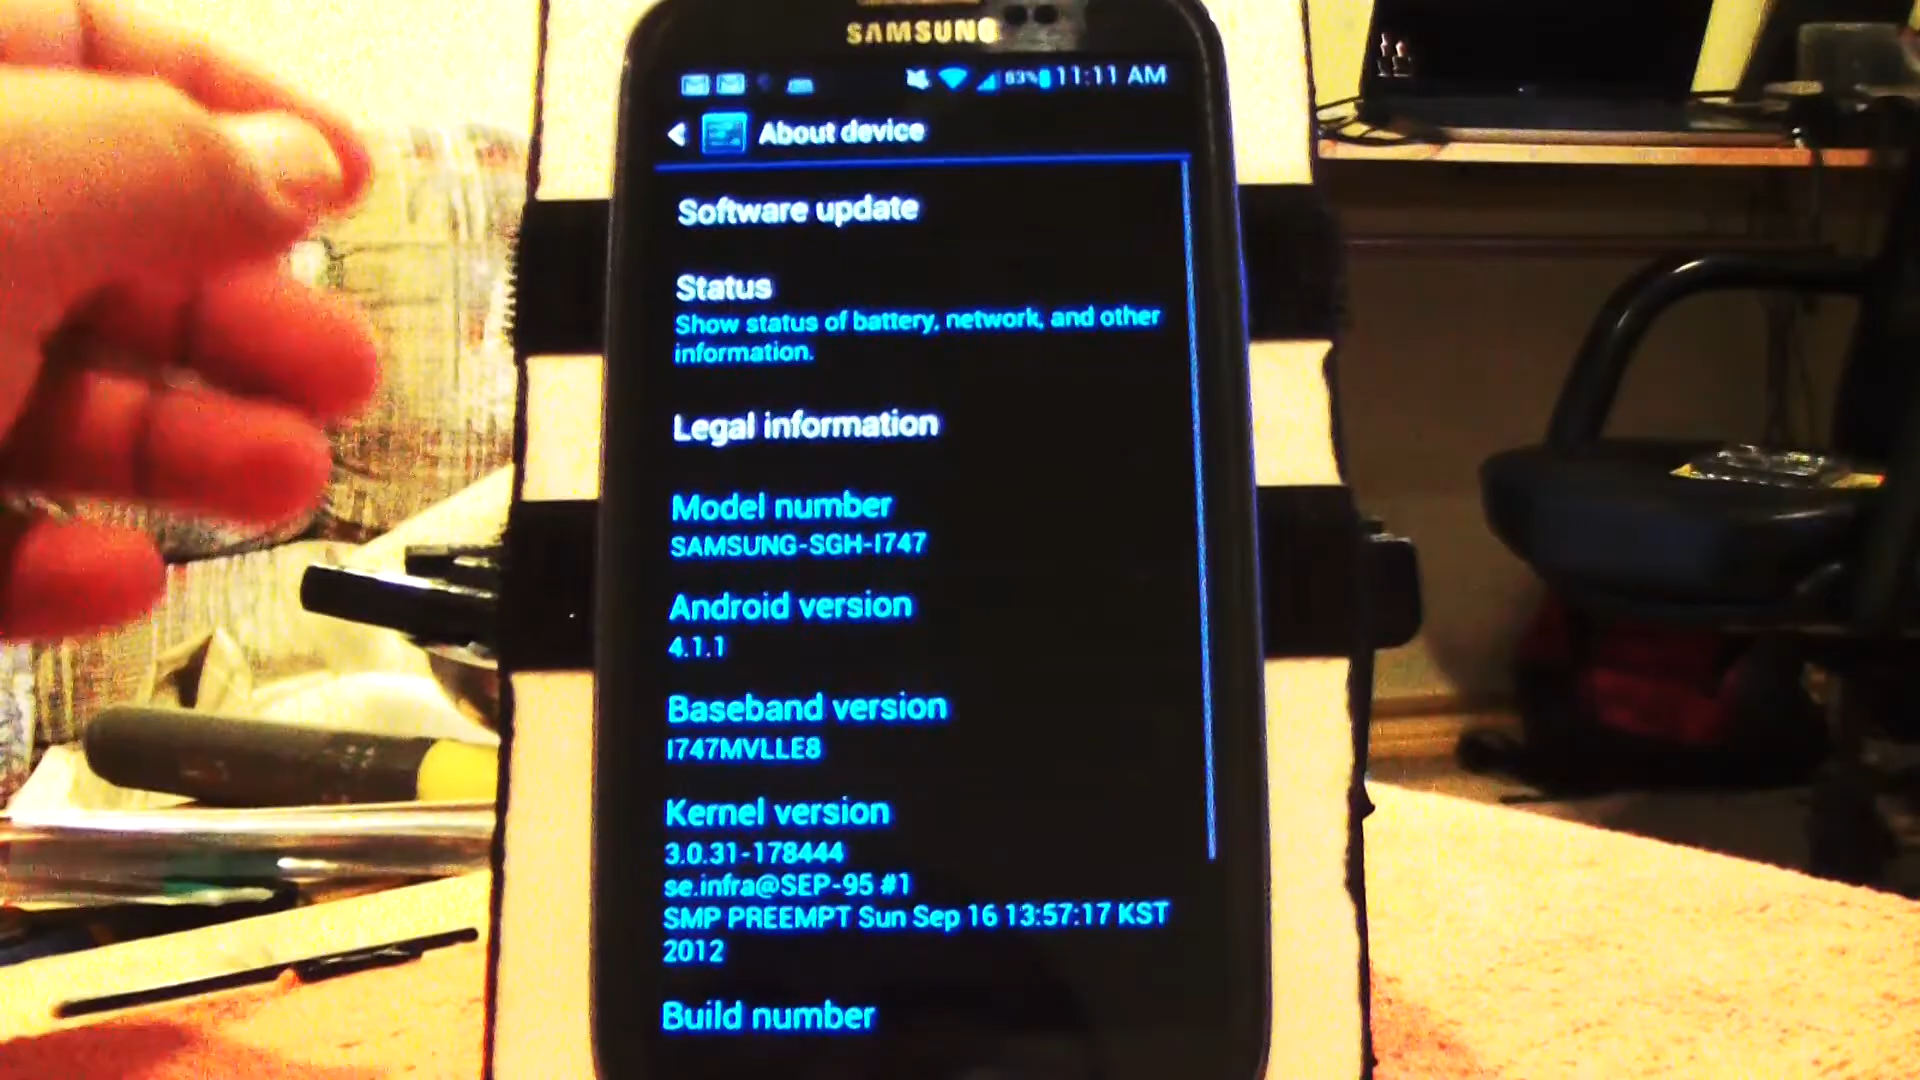 SAMSUNG
83% 11:11 AM
About device
Software update
Status
Show status of battery, network, and other
information.
Legal information
Model number
SAMSUNG-SGH-I747
Android version
4.1.1
Baseband version
I747MVLLE8
Kernel version
3.0.31-178444
se.infra@SEP-95 #1
SMP PREEMPT Sun Sep 16 13:57:17 KST
2012
Build number